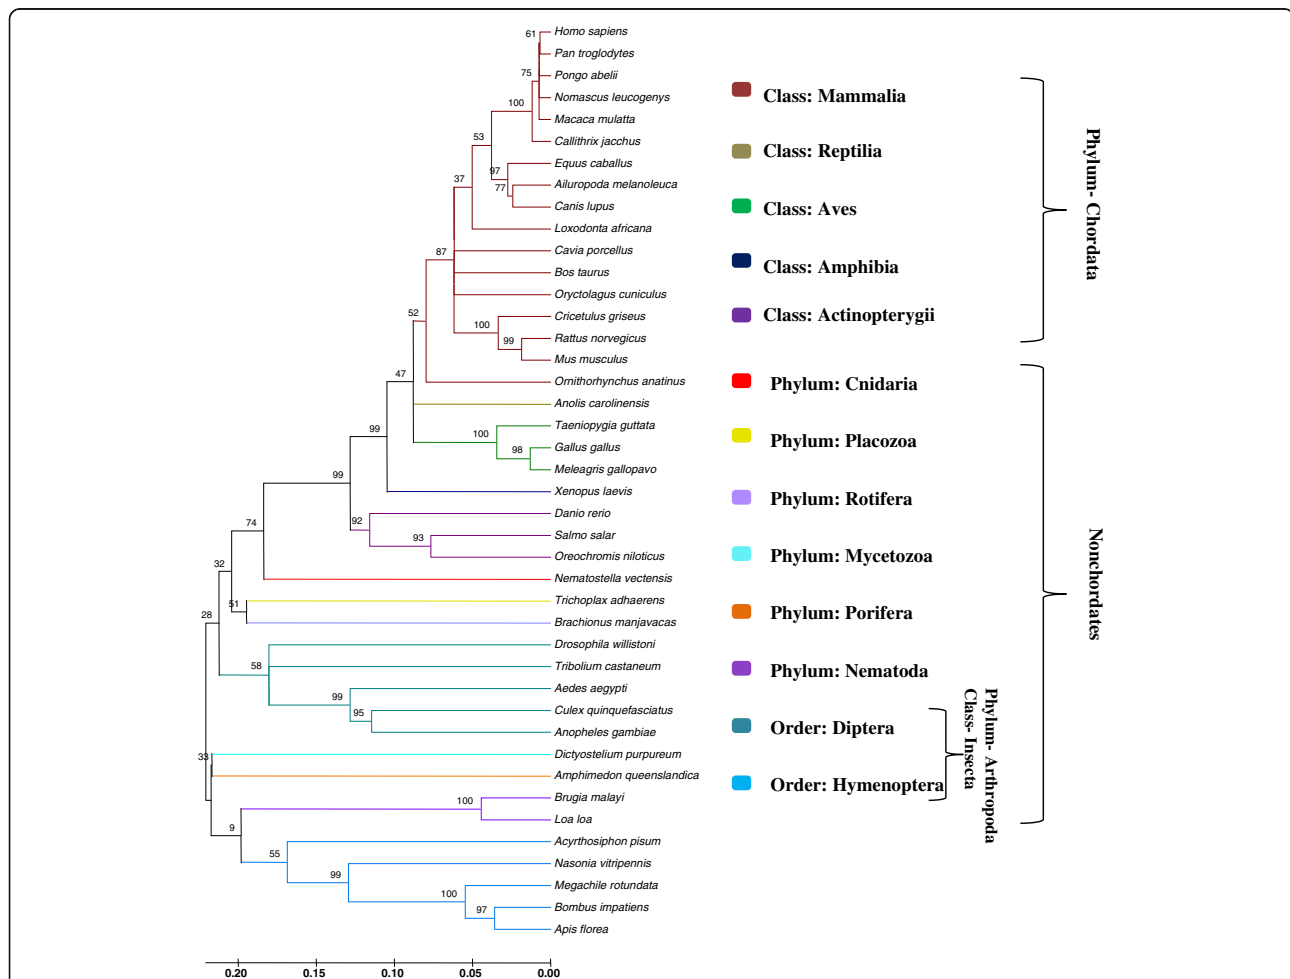 Homo sapiens
Pan troglodytes
Pongo abelii
Nomascus leucogenys
Macaca mulatta
Callithrix jacchus
Equus caballus
Ailuropoda melanoleuca
Canis lupus
Loxodonta africana
Cavia porcellus
Bos taurus
Oryctolagus cuniculus
Cricetulus griseus
Rattus norvegicus
Mus musculus
Ornithorhynchus anatinus
Anolis carolinensis
Taeniopygia guttata
Gallus gallus
Meleagris gallopavo
Xenopus laevis
Danio rerio
Salmo salar
Oreochromis niloticus
Nematostella vectensis
Trichoplax adhaerens
Brachionus manjavacas
Drosophila willistoni
Tribolium castaneum
Aedes aegypti
Culex quinquefasciatus
Anopheles gambiae
Dictyostelium purpureum
Amphimedon queenslandica
Brugia malayi
Loa loa
Acyrthosiphon pisum
Nasonia vitripennis
Megachile rotundata
Bombus impatiens
Apis florea
61
75
100
53
97
77
37
87
100
99
52
47
100
98
99
99
92
93
74
32
51
28
58
99
95
33
100
9
55
99
100
97
0.20 0.15 0.10 0.05 0.00
Class: Mammalia
Class: Reptilia
Class: Aves
Class: Amphibia
Class: Actinopterygii
Phylum: Cnidaria
Phylum: Placozoa
Phylum: Rotifera
Phylum: Mycetozoa
Phylum: Porifera
Phylum: Nematoda
Order: Diptera
Order: Hymenoptera
Phylum- Chordata
Nonchordates
Phylum- Arthropoda
Class- Insecta